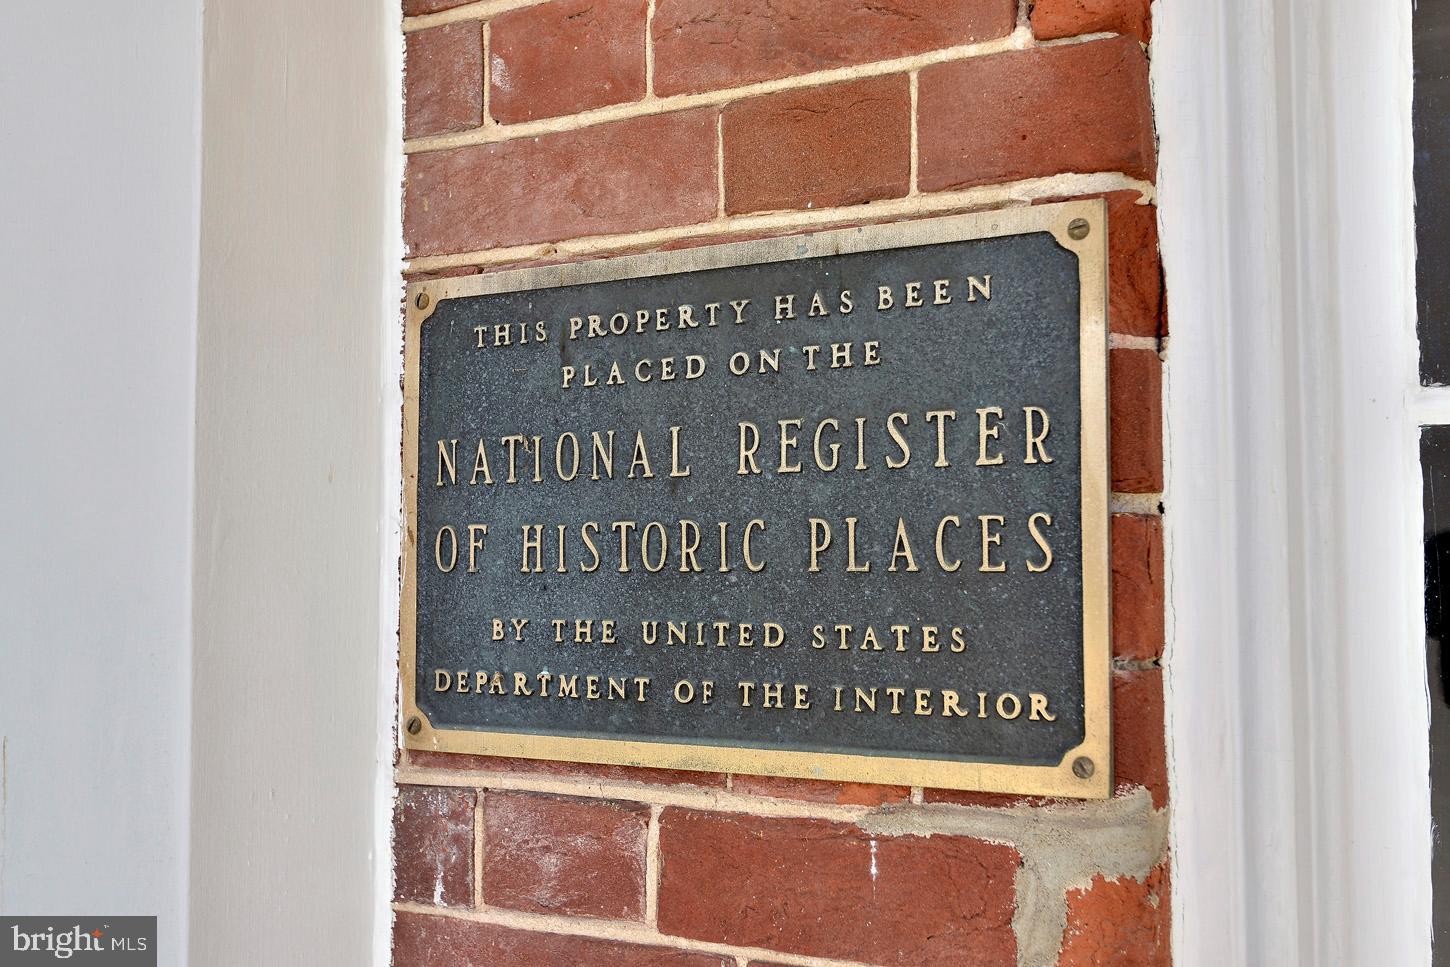 THIS PROPERTY HAS BEEN
PLACED ON THE
NATIONAL REGISTER
OF HISTORIC PLACES
BY THE UNITED STATES
DEPARTMENT OF THE INTERIOR
bright MLS